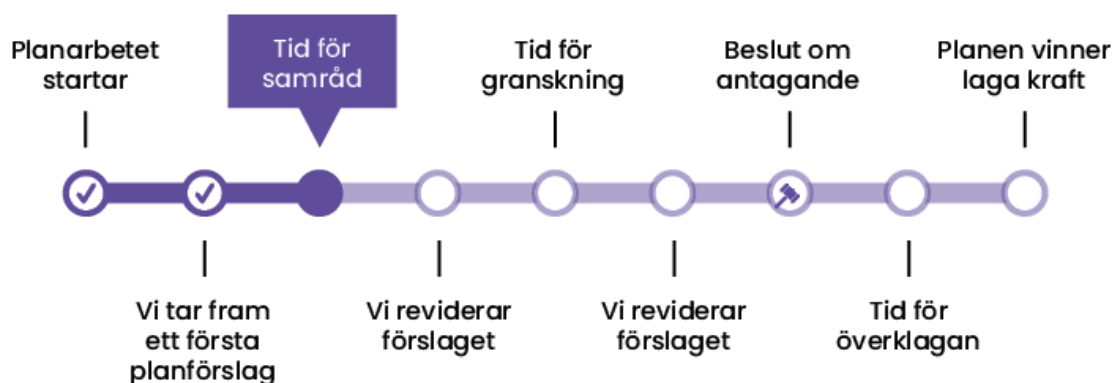 Planarbetet
startar
Tid för
samråd
Tid för
granskning
Beslut om
antagande
Planen vinner
laga kraft
Vi tar fram
ett första
planförslag
Vi reviderar
förslaget
Vi reviderar
förslaget
Tid för
överklagan